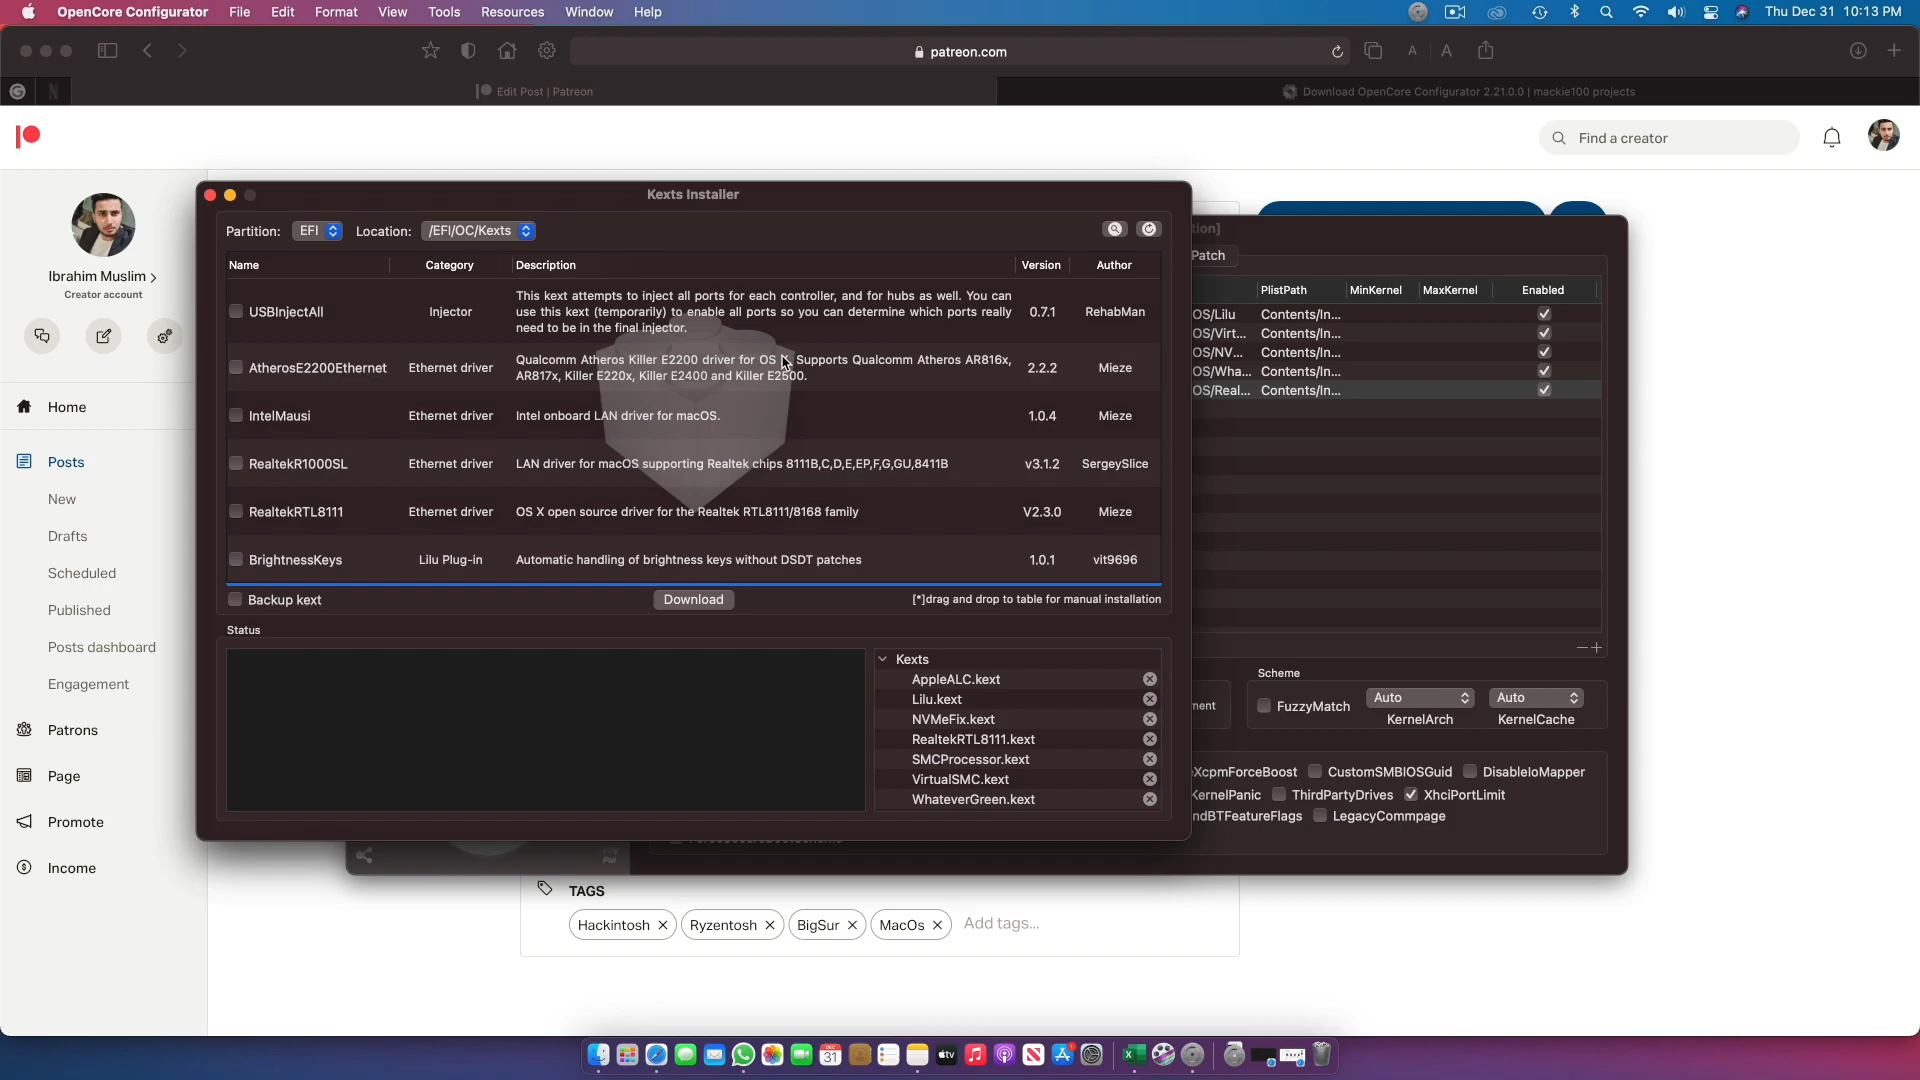 OpenCore Configurator File Edit Format View Tools Resources Window Help Thu Dec 31 10:13 PM
patreon.com A A
Edit Post | Patreon Download OpenCore Configurator 2.21.0.0 | mackie100 projects
Find a creator
Ibrahim Muslim
Creator account
Home
Posts
New
Drafts
Scheduled
Published
Posts dashboard
Engagement
Patrons
Page
Promote
Income
Kexts Installer
Partition: EFI Location: /EFI/OC/Kexts
Name Category Description Version Author
USBInjectAll Injector This kext attempts to inject all ports for each controller, and for hubs as well. You can
use this kext (temporarily) to enable all ports so you can determine which ports really
need to be in the final injector. 0.7.1 RehabMan
AtherosE2200Ethernet Ethernet driver Qualcomm Atheros Killer E2200 driver for OS X. Supports Qualcomm Atheros AR816x,
AR817x, Killer E220x, Killer E2400 and Killer E2500. 2.2.2 Mieze
IntelMausi Ethernet driver Intel onboard LAN driver for macOS. 1.0.4 Mieze
RealtekR1000SL Ethernet driver LAN driver for macOS supporting Realtek chips 8111B,C,D,E,EP,F,G,GU,8411B v3.1.2 SergeySlice
RealtekRTL8111 Ethernet driver OS X open source driver for the Realtek RTL8111/8168 family V2.3.0 Mieze
BrightnessKeys Lilu Plug-in Automatic handling of brightness keys without DSDT patches 1.0.1 vit9696
Backup kext Download [*]drag and drop to table for manual installation
Status
Kexts
AppleALC.kext
Lilu.kext
NVMeFix.kext
RealtekRTL8111.kext
SMCProcessor.kext
VirtualSMC.kext
WhateverGreen.kext
tion]
Patch
PlistPath MinKernel MaxKernel Enabled
OS/Lilu Contents/In...
OS/Virt... Contents/In...
OS/NV... Contents/In...
OS/Wha... Contents/In...
OS/Real... Contents/In...
Scheme
ment FuzzyMatch Auto Auto
KernelArch KernelCache
XcpmForceBoost CustomSMBIOSGuid DisableIoMapper
KernelPanic ThirdPartyDrives XhciPortLimit
ndBTFeatureFlags LegacyCommpage
TAGS
Hackintosh Ryzentosh BigSur MacOs Add tags...
DEC
31
tv